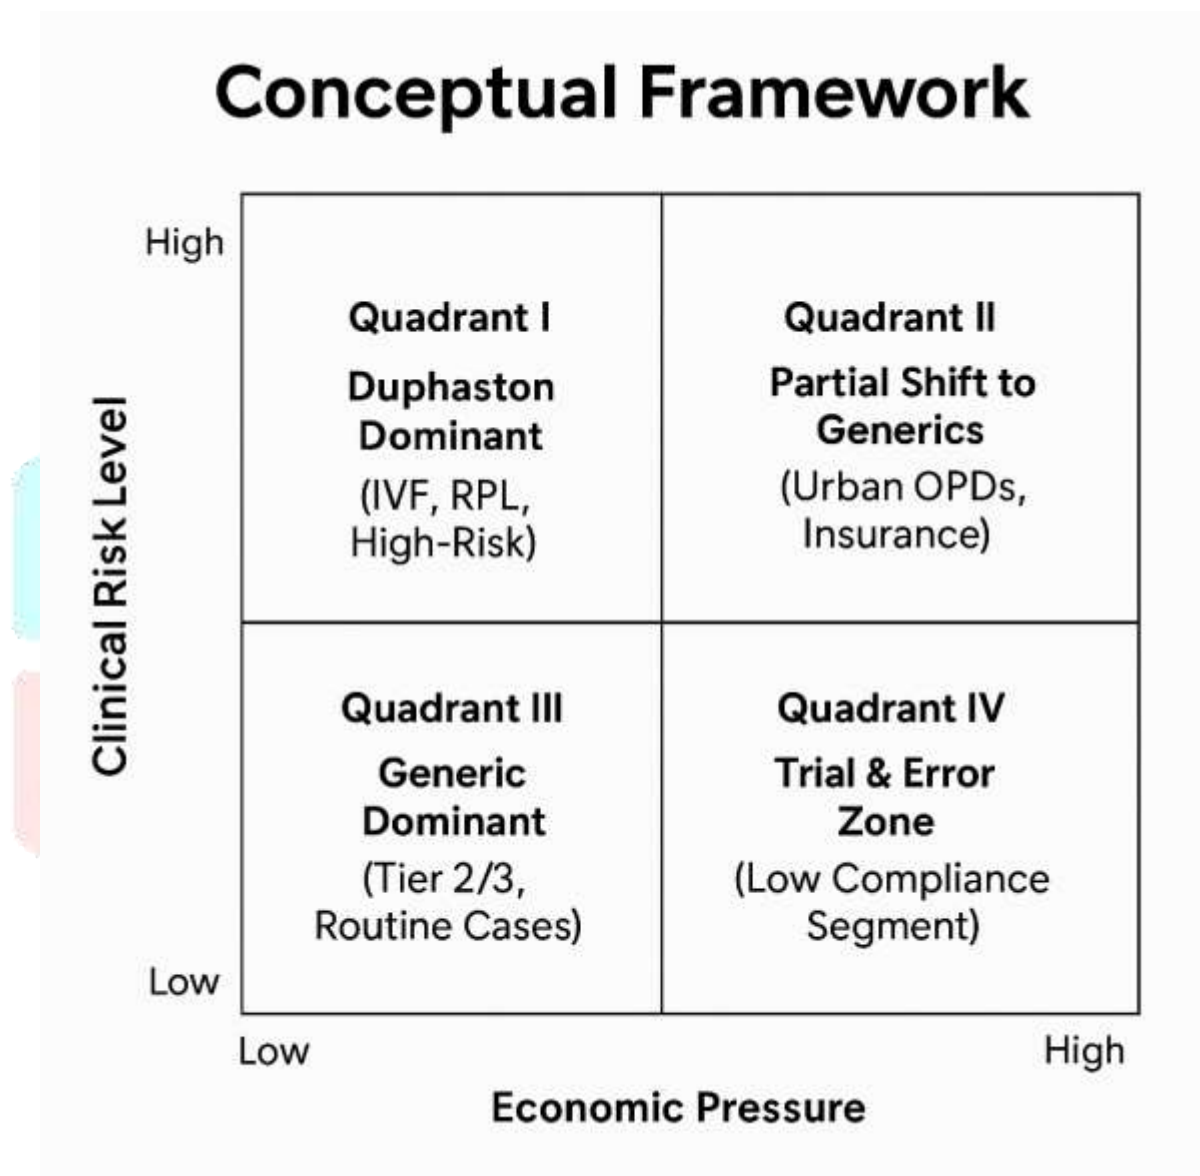 Conceptual Framework
High
Quadrant I
Duphaston
Dominant
(IVF, RPL,
High-Risk)
Quadrant II
Partial Shift to
Generics
(Urban OPDs,
Insurance)
Clinical Risk Level
Quadrant III
Generic
Dominant
(Tier 2/3,
Routine Cases)
Quadrant IV
Trial & Error
Zone
(Low Compliance
Segment)
Low
Low
High
Economic Pressure